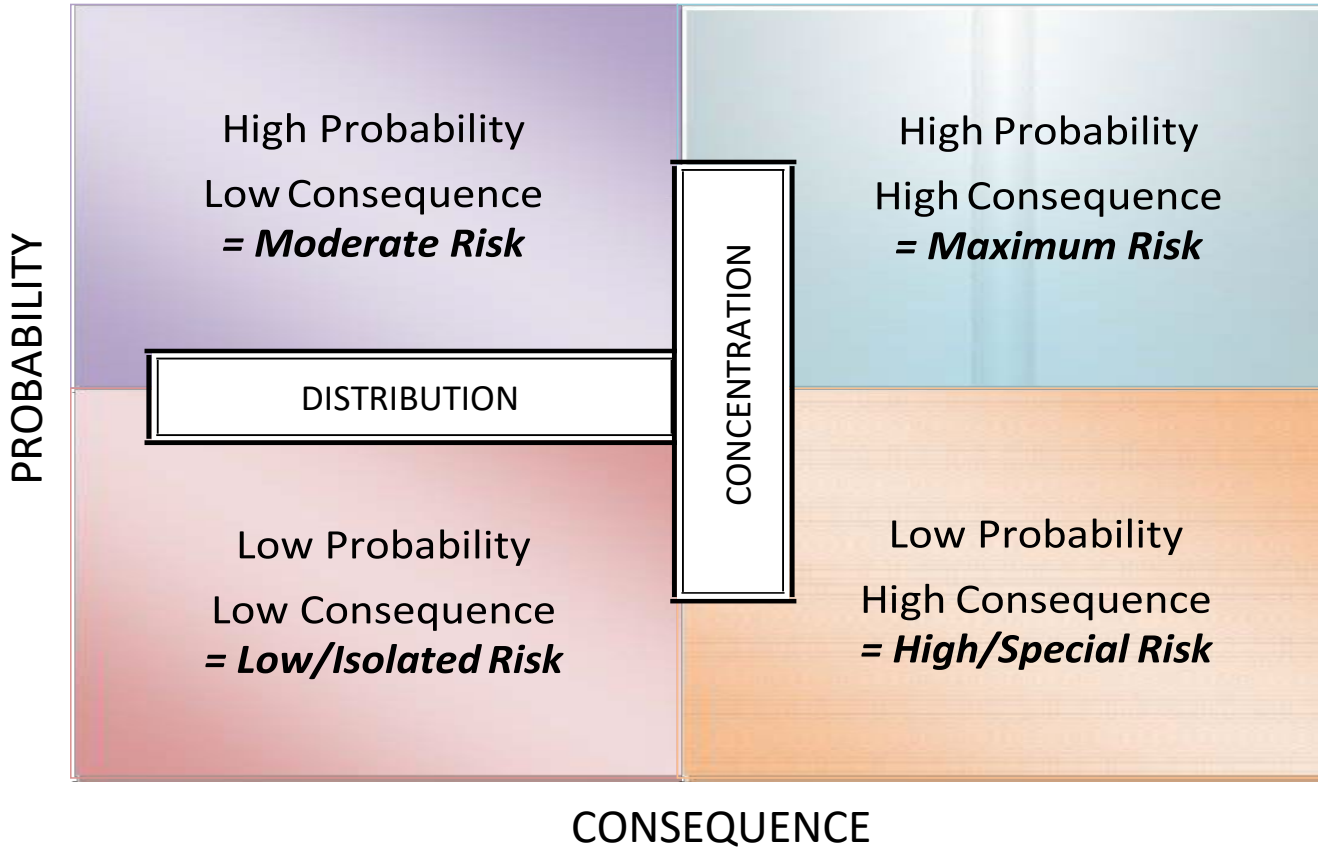 PROBABILITY
High Probability
Low Consequence
= Moderate Risk
High Probability
High Consequence
= Maximum Risk
DISTRIBUTION
CONCENTRATION
Low Probability
Low Consequence
= Low/Isolated Risk
Low Probability
High Consequence
= High/Special Risk
CONSEQUENCE